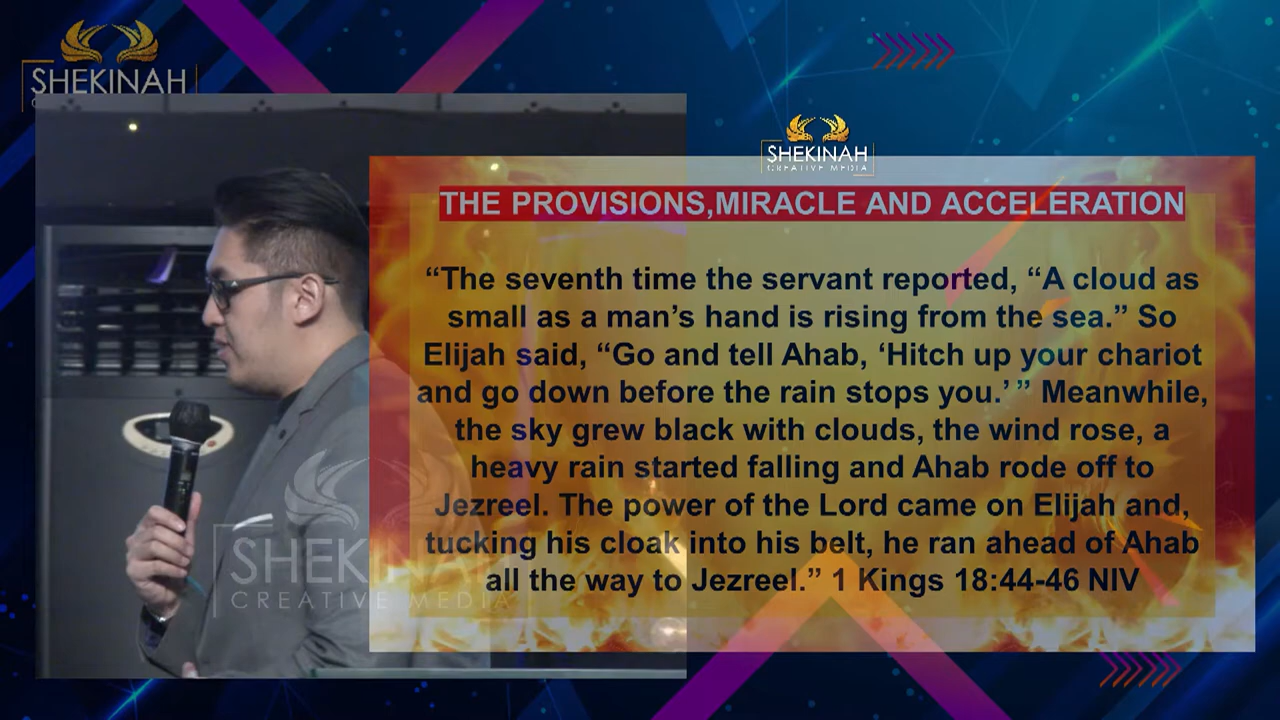 SHEKINAH
SHEKINAH
CREATIVE MEDIA
THE PROVISIONS,MIRACLE AND ACCELERATION
“The seventh time the servant reported, “A cloud as
small as a man’s hand is rising from the sea.” So
Elijah said, “Go and tell Ahab, ‘Hitch up your chariot
and go down before the rain stops you.’ ” Meanwhile,
the sky grew black with clouds, the wind rose, a
heavy rain started falling and Ahab rode off to
Jezreel. The power of the Lord came on Elijah and,
tucking his cloak into his belt, he ran ahead of Ahab
all the way to Jezreel.” 1 Kings 18:44-46 NIV
SHEKINAH
CREATIVE MEDIA